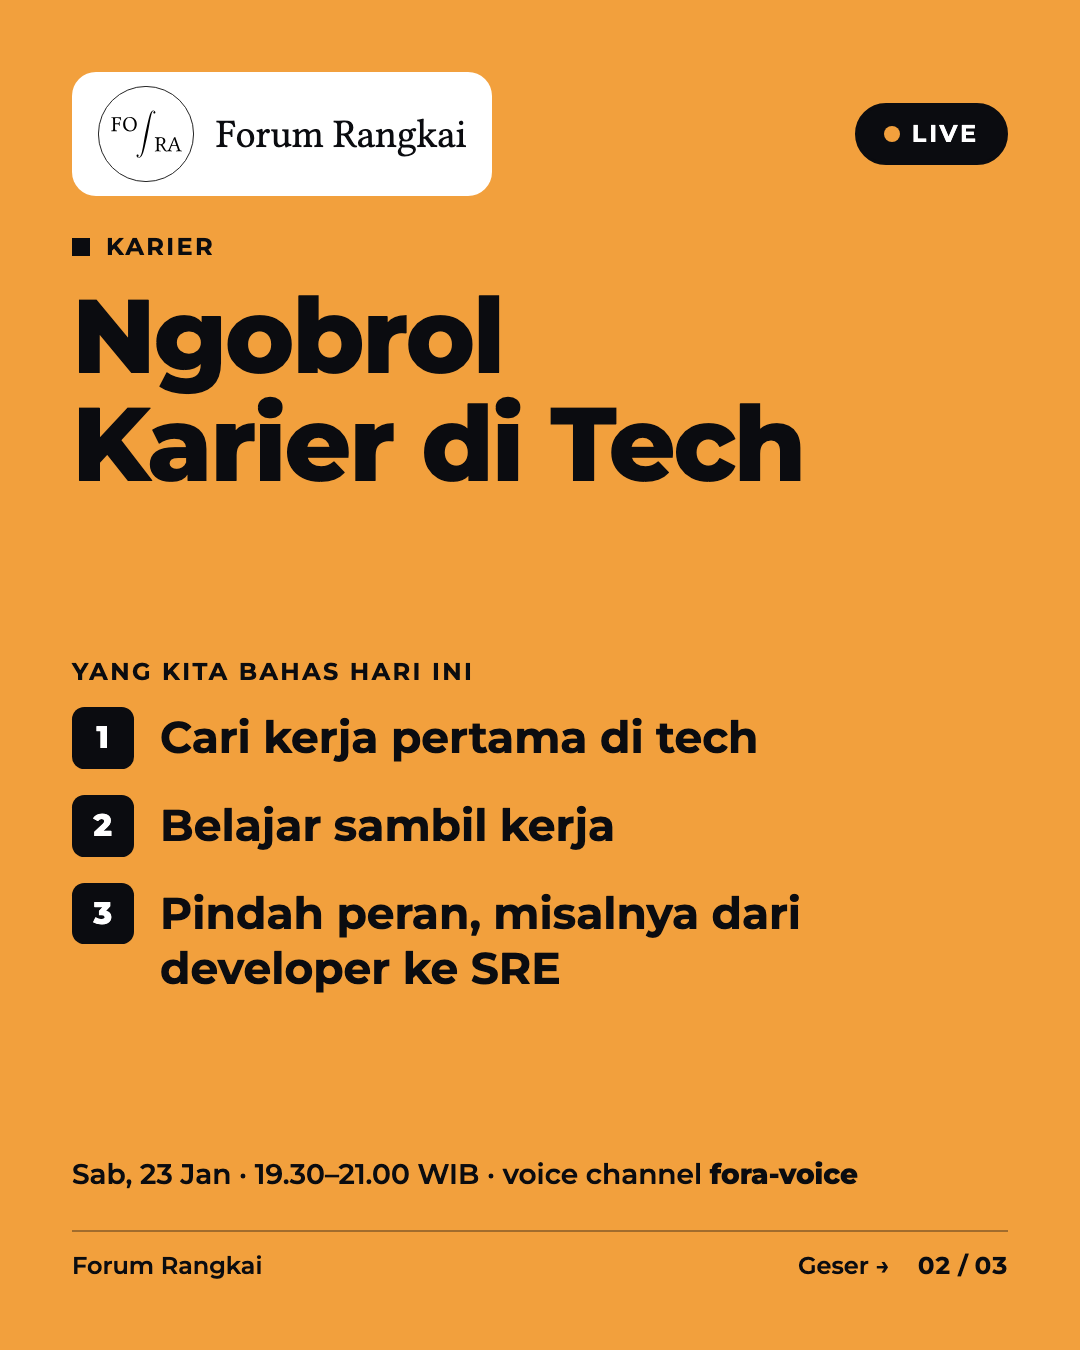 FO
RA
Forum Rangkai
LIVE
KARIER
Ngobrol
Karier di Tech
YANG KITA BAHAS HARI INI
1 Cari kerja pertama di tech
2 Belajar sambil kerja
3 Pindah peran, misalnya dari
developer ke SRE
Sab, 23 Jan · 19.30–21.00 WIB · voice channel fora-voice
Forum Rangkai
Geser → 02 / 03